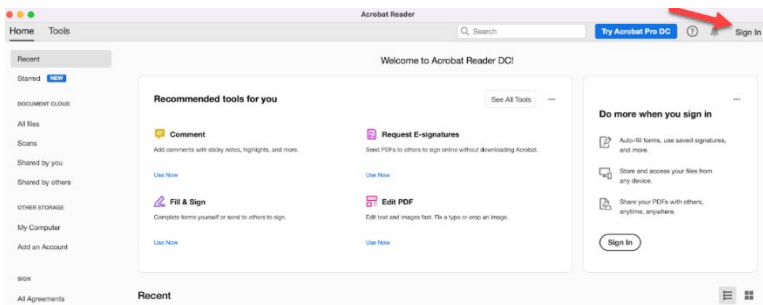 Acrobat Reader
Home Tools Search Try Acrobat Pro DC Sign In
Recent
Starred NEW
DOCUMENT CLOUD
All files
Scans
Shared by you
Shared by others
OTHER STORAGE
My Computer
Add an Account
SIGN
All Agreements
Welcome to Acrobat Reader DC!
Recommended tools for you See All Tools
Comment
Add comments with sticky notes, highlights, and more.
Use Now
Request E-signatures
Send PDFs to others to sign online without downloading Acrobat.
Use Now
Fill & Sign
Complete forms yourself or send to others to sign.
Use Now
Edit PDF
Edit text and images fast. Fix a typo or crop an image.
Use Now
Do more when you sign in
Auto-fill forms, use saved signatures,
and more.
Store and access your files from
any device.
Share your PDFs with others,
anytime, anywhere.
Sign In
Recent